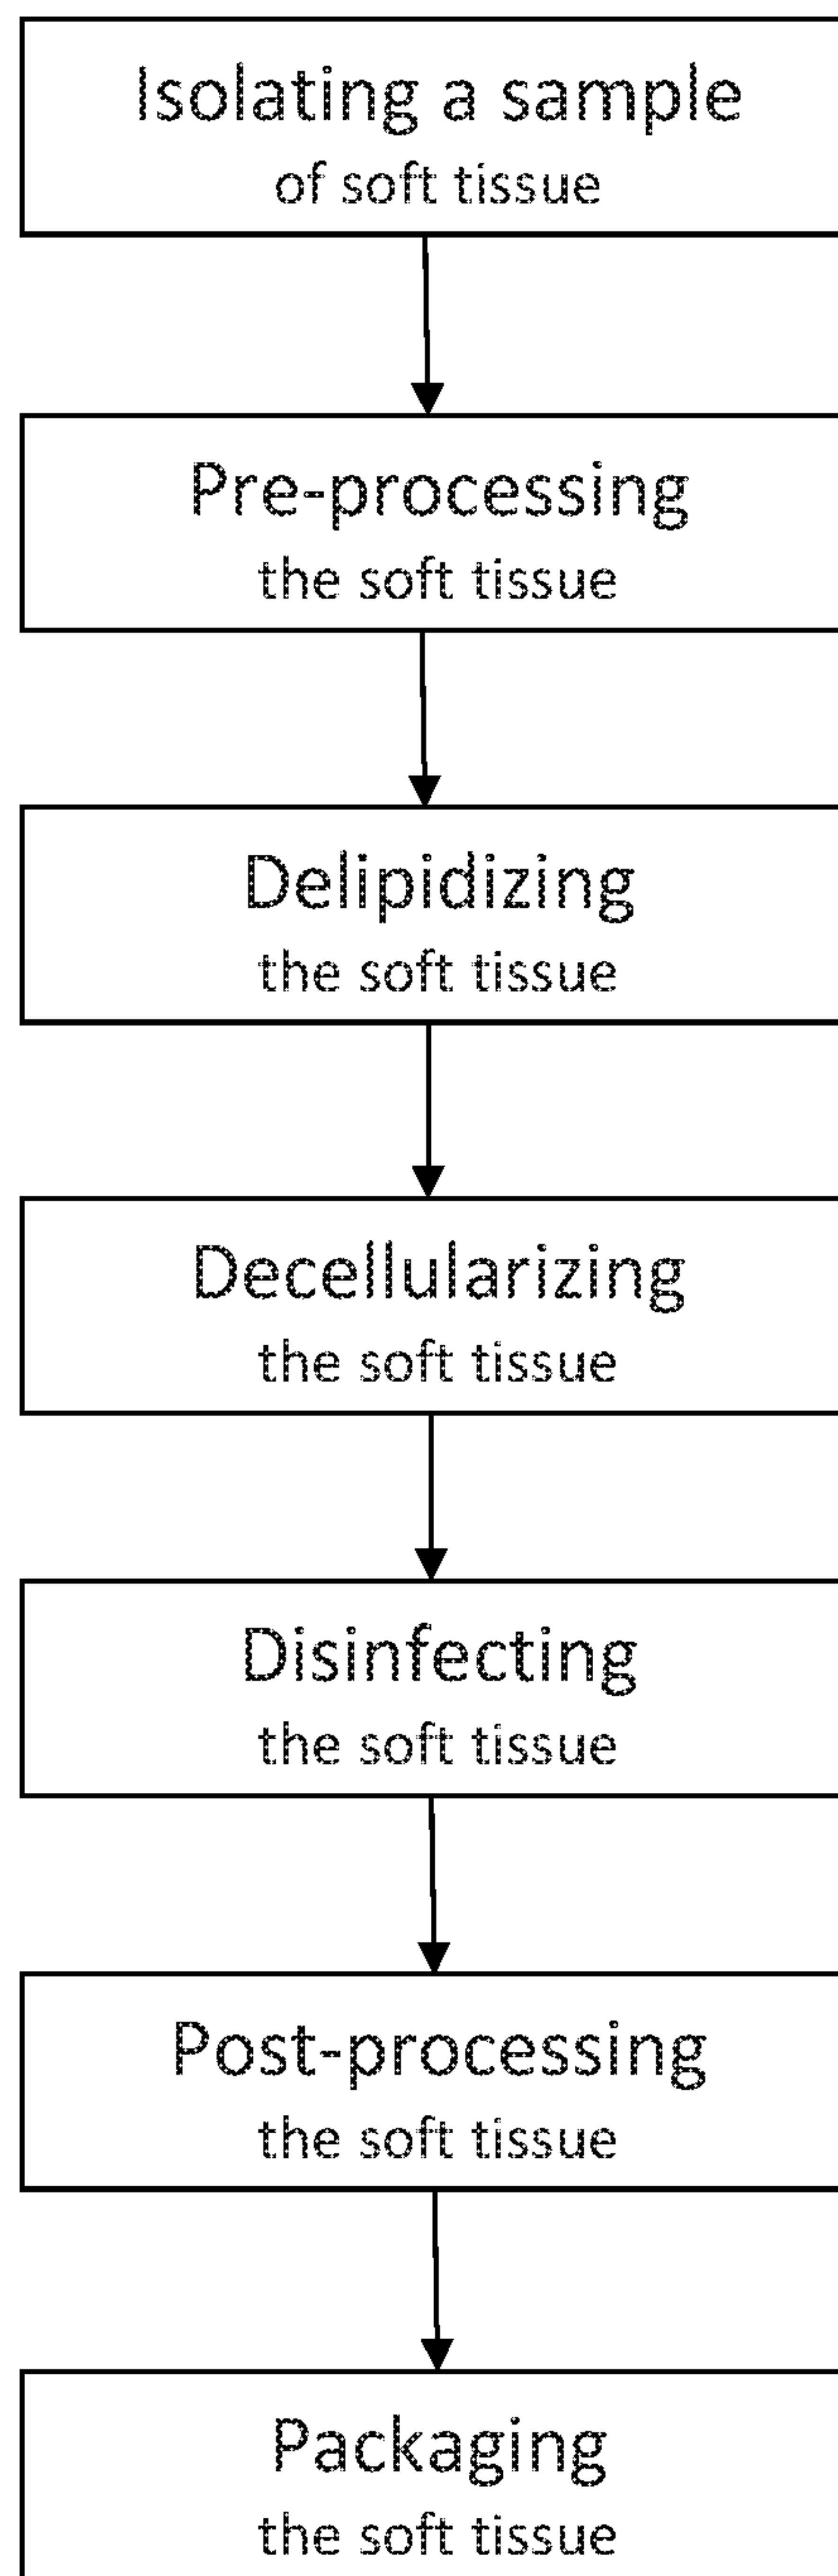 Isolating a sample
of soft tissue
Pre-processing
the soft tissue
Delipidizing
the soft tissue
Decellularizing
the soft tissue
Disinfecting
the soft tissue
Post-processing
the soft tissue
Packaging
the soft tissue